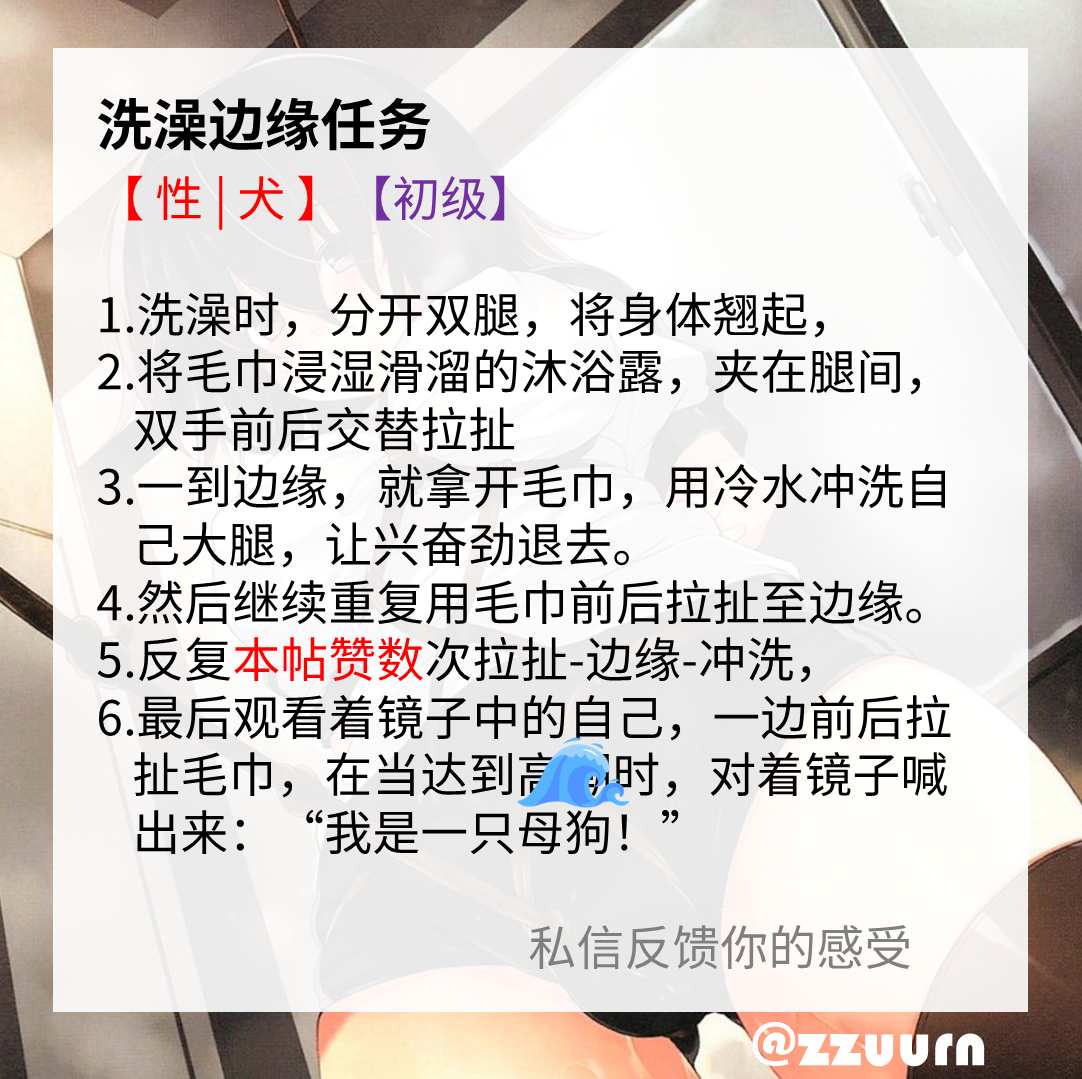 洗澡边缘任务
【性|犬】【初级】
1.洗澡时，分开双腿，将身体翘起，
2.将毛巾浸湿滑溜的沐浴露，夹在腿间，
双手前后交替拉扯
3.一到边缘，就拿开毛巾，用冷水冲洗自
己大腿，让兴奋劲退去。
4.然后继续重复用毛巾前后拉扯至边缘。
5.反复本帖赞数次拉扯-边缘-冲洗，
6.最后观看着镜子中的自己，一边前后拉
扯毛巾，在当达到高🌊时，对着镜子喊
出来：“我是一只母狗！”
私信反馈你的感受
@zzuurn